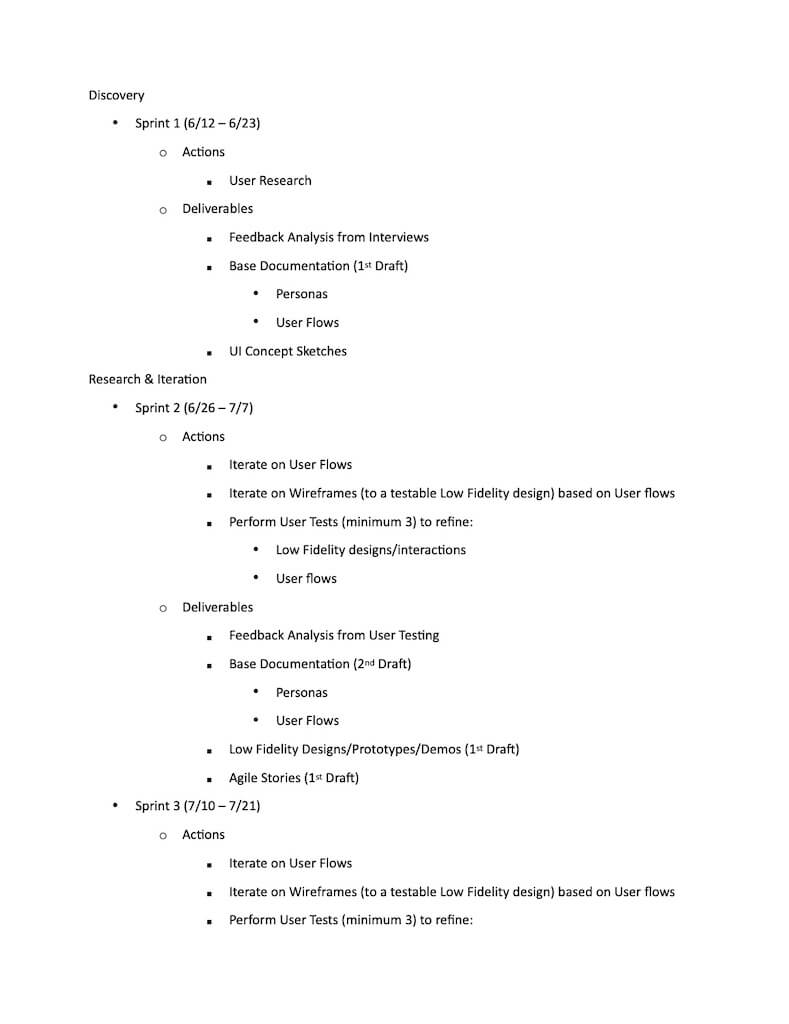 Discovery
• Sprint 1 (6/12 – 6/23)
o Actions
▪ User Research
o Deliverables
▪ Feedback Analysis from Interviews
▪ Base Documentation (1st Draft)
• Personas
• User Flows
▪ UI Concept Sketches
Research & Iteration
• Sprint 2 (6/26 – 7/7)
o Actions
▪ Iterate on User Flows
▪ Iterate on Wireframes (to a testable Low Fidelity design) based on User flows
▪ Perform User Tests (minimum 3) to refine:
• Low Fidelity designs/interactions
• User flows
o Deliverables
▪ Feedback Analysis from User Testing
▪ Base Documentation (2nd Draft)
• Personas
• User Flows
▪ Low Fidelity Designs/Prototypes/Demos (1st Draft)
▪ Agile Stories (1st Draft)
• Sprint 3 (7/10 – 7/21)
o Actions
▪ Iterate on User Flows
▪ Iterate on Wireframes (to a testable Low Fidelity design) based on User flows
▪ Perform User Tests (minimum 3) to refine: